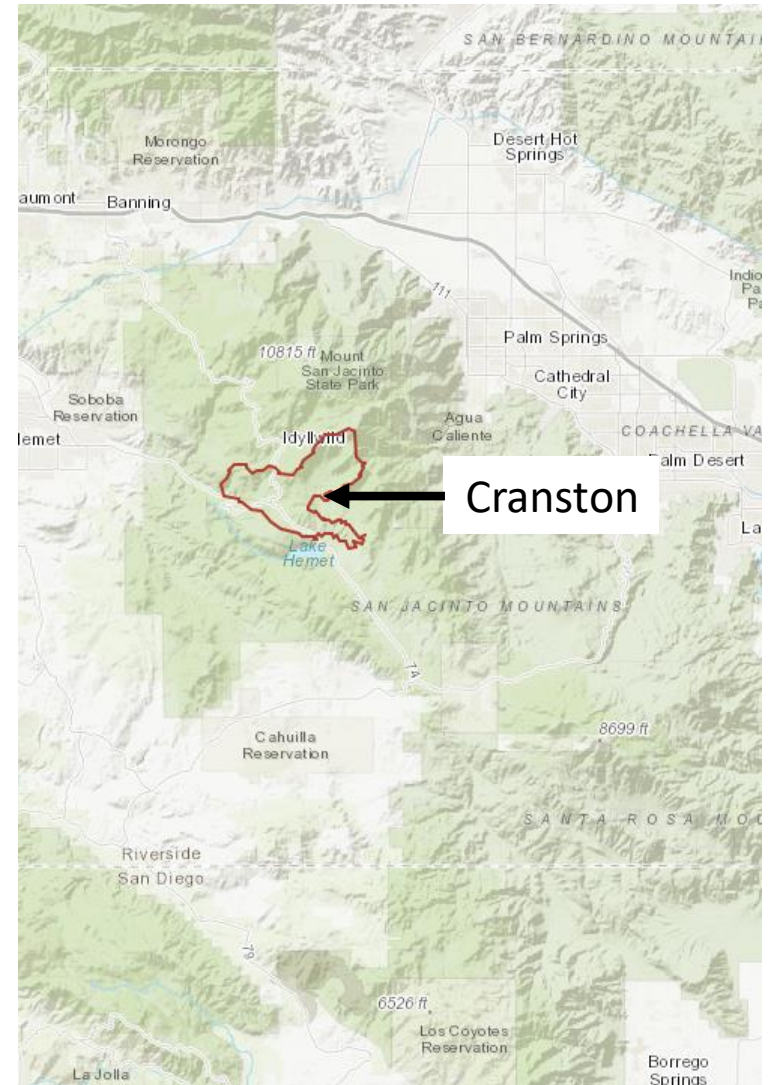 SAN BERNARDINO MOUNTAI
Morongo
Reservation
Desert Hot
Springs
aumont
Banning
Indio
Pa
Pa
111
Palm Springs
10815 ft
Mount
San Jacinto
State Park
Cathedral
City
Soboba
Reservation
Agua
Caliente
COACHELLA VA
lemet
Idyllwild
alm Desert
Cranston
La
Lake
Hemet
SAN JACINTO MOUNTAINS
74
8699 ft
Cahuilla
Reservation
SANTA ROSA MOU
Riverside
San Diego
79
6526 ft
Los Coyotes
Reservation
La Jolla
Borrego
Springs